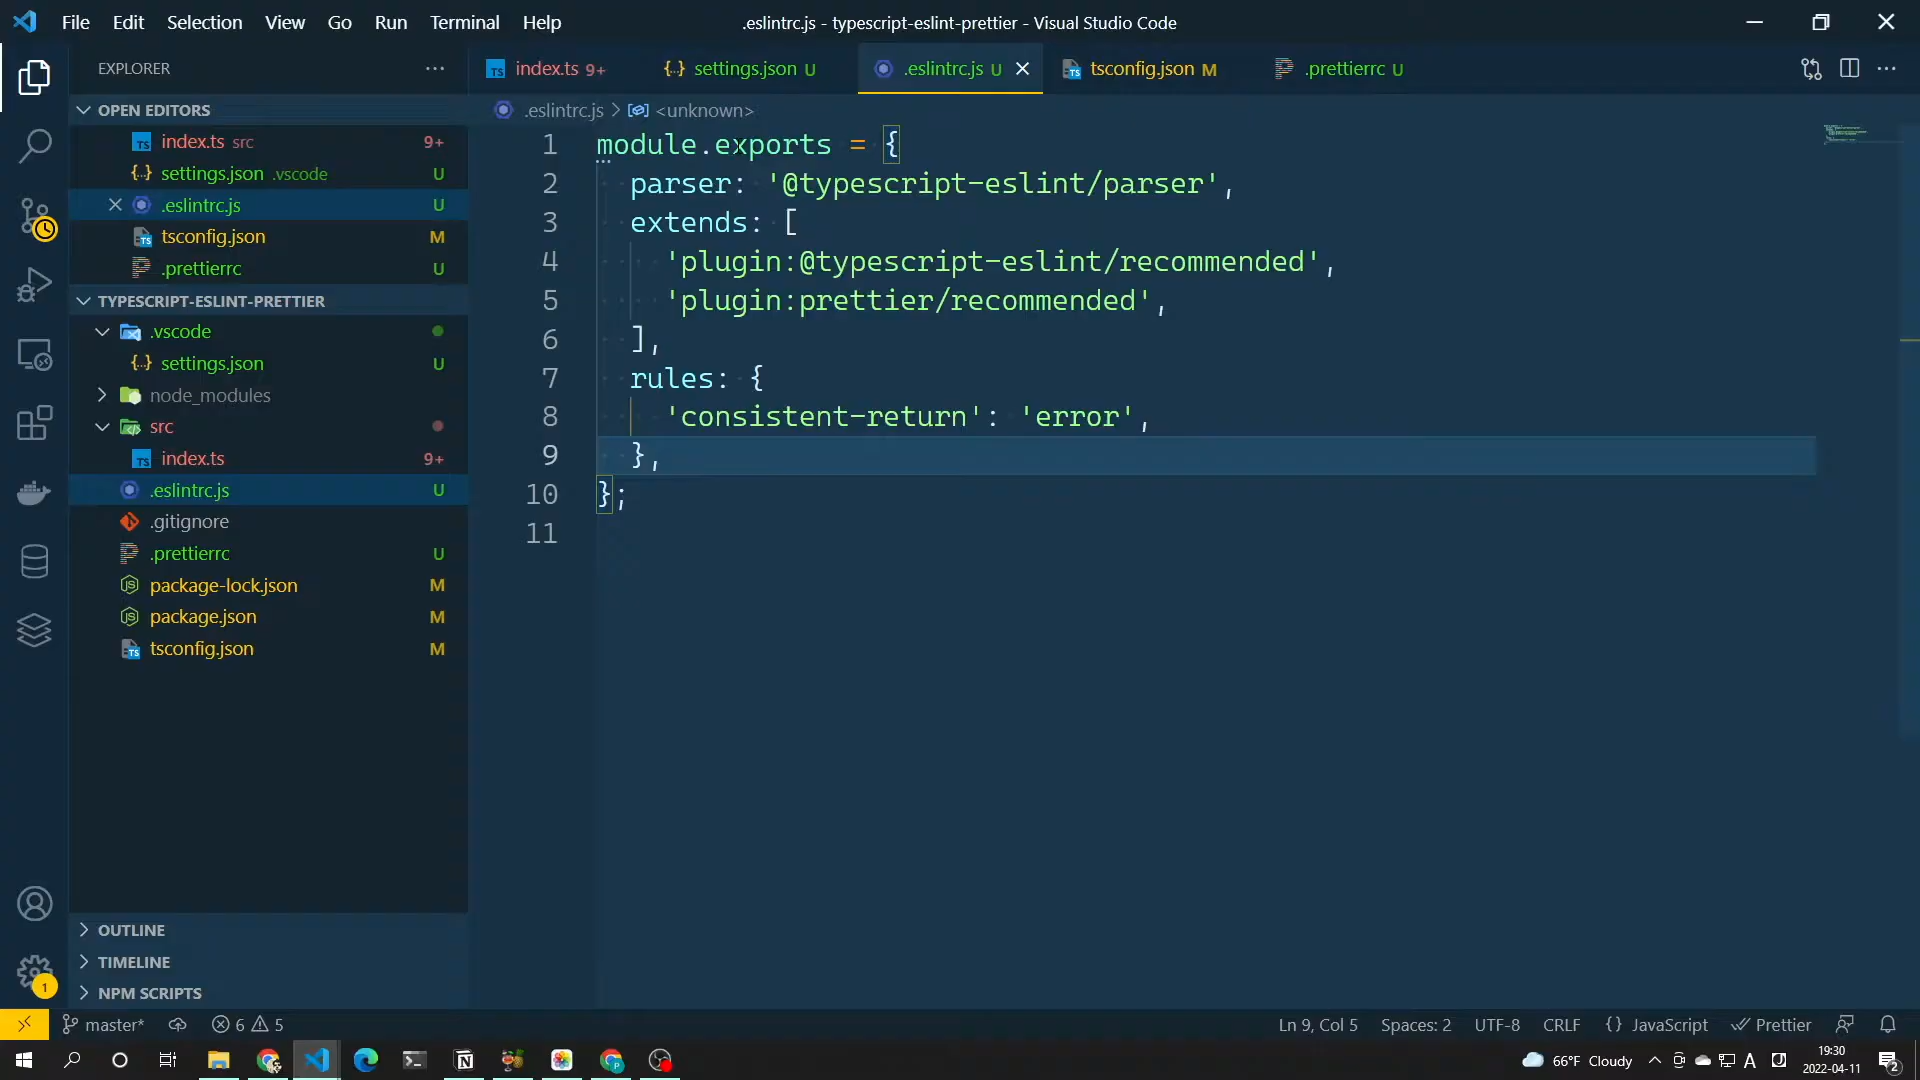 File Edit Selection View Go Run Terminal Help
.eslintrc.js - typescript-eslint-prettier - Visual Studio Code
EXPLORER
OPEN EDITORS
index.ts src 9+
settings.json .vscode U
.eslintrc.js U
tsconfig.json M
.prettierrc U
TYPESCRIPT-ESLINT-PRETTIER
.vscode
settings.json U
node_modules
src
index.ts 9+
.eslintrc.js U
.gitignore
.prettierrc U
package-lock.json M
package.json M
tsconfig.json M
OUTLINE
TIMELINE
NPM SCRIPTS
index.ts 9+
settings.json U
.eslintrc.js U
tsconfig.json M
.prettierrc U
.eslintrc.js > <unknown>
1 module.exports = {
2 parser: '@typescript-eslint/parser',
3 extends: [
4 'plugin:@typescript-eslint/recommended',
5 'plugin:prettier/recommended',
6 ],
7 rules: {
8 'consistent-return': 'error',
9 },
10 };
11
1
master* 6 5
Ln 9, Col 5 Spaces: 2 UTF-8 CRLF {} JavaScript Prettier
66°F Cloudy A 19:30
2022-04-11 2